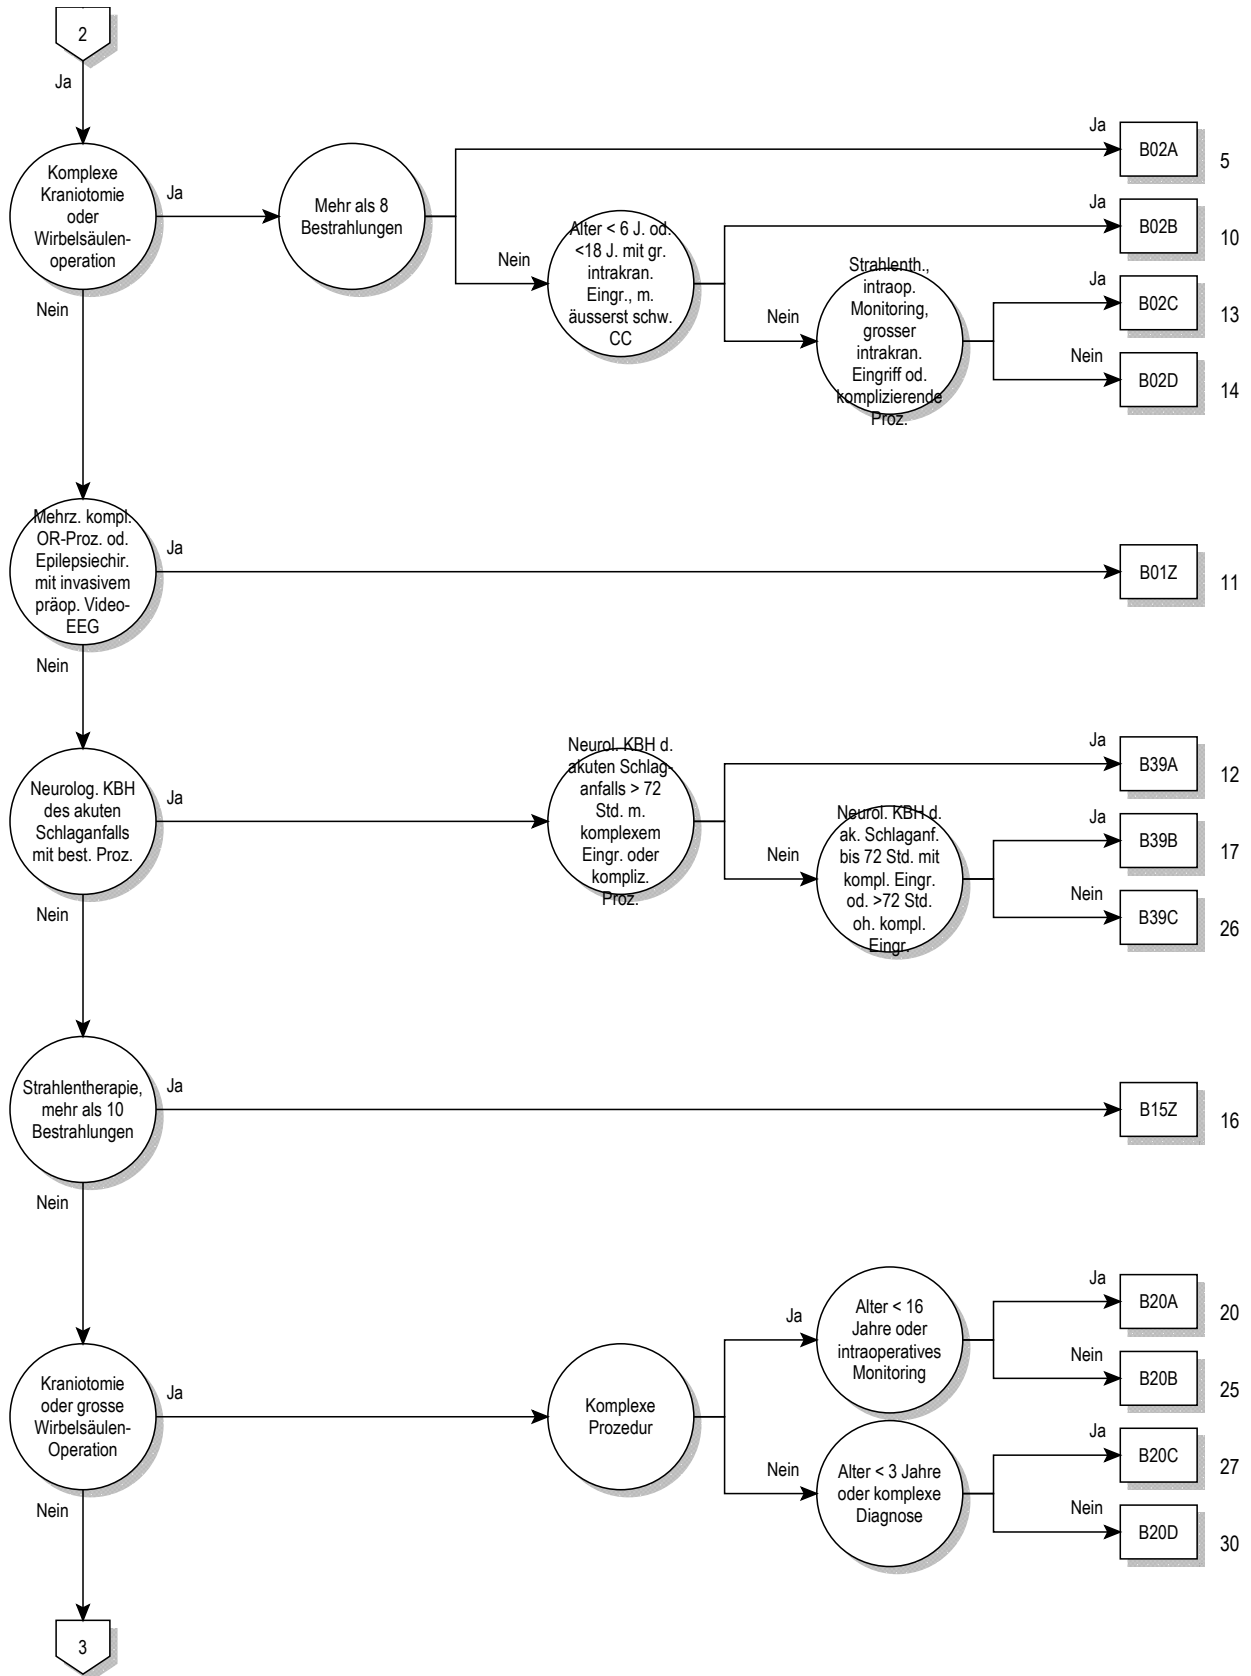 2
Ja
Komplexe
Kraniotomie
oder
Wirbelsäulen-
operation
Ja
Mehr als 8
Bestrahlungen
Ja
B02A
5
Nein
Alter < 6 J. od.
<18 J. mit gr.
intrakran.
Eingr., m.
äusserst schw.
CC
Ja
B02B
10
Nein
Strahlenth.,
intraop.
Monitoring,
grosser
intrakran.
Eingriff od.
komplizierende
Proz.
Ja
B02C
13
Nein
B02D
14
Nein
Mehrz. kompl.
OR-Proz. od.
Epilepsiechir.
mit invasivem
präop. Video-
EEG
Ja
B01Z
11
Nein
Neurolog. KBH
des akuten
Schlaganfalls
mit best. Proz.
Ja
Neurol. KBH d.
akuten Schlag-
anfalls > 72
Std. m.
komplexem
Eingr. oder
kompliz.
Proz.
Ja
B39A
12
Nein
Neurol. KBH d.
ak. Schlaganf.
bis 72 Std. mit
kompl. Eingr.
od. >72 Std.
oh. kompl.
Eingr.
Ja
B39B
17
Nein
B39C
26
Nein
Strahlentherapie,
mehr als 10
Bestrahlungen
Ja
B15Z
16
Nein
Kraniotomie
oder grosse
Wirbelsäulen-
Operation
Ja
Komplexe
Prozedur
Ja
Alter < 16
Jahre oder
intraoperatives
Monitoring
Ja
B20A
20
Nein
B20B
25
Nein
Alter < 3 Jahre
oder komplexe
Diagnose
Ja
B20C
27
Nein
B20D
30
Nein
3